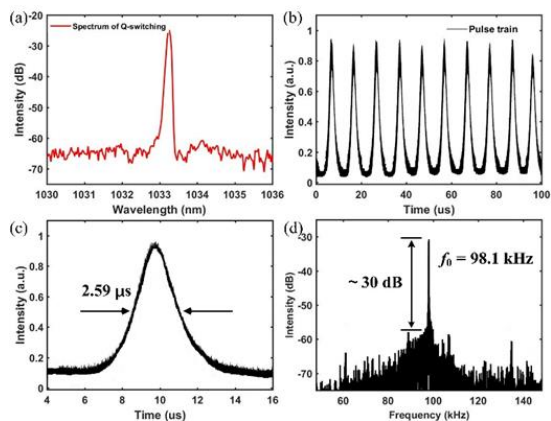 (a)
Spectrum of Q-switching
Intensity (dB)
-20
-30
-40
-50
-60
-70
1030 1031 1032 1033 1034 1035 1036
Wavelength (nm)
(b)
Pulse train
Intensity (a.u.)
1
0.8
0.6
0.4
0.2
0
0 20 40 60 80 100
Time (us)
(c)
2.59 μs
Intensity (a.u.)
1
0.8
0.6
0.4
0.2
0
4 6 8 10 12 14 16
Time (us)
(d)
f0 = 98.1 kHz
~ 30 dB
Intensity (dB)
-30
-40
-50
-60
-70
60 80 100 120 140
Frequency (kHz)